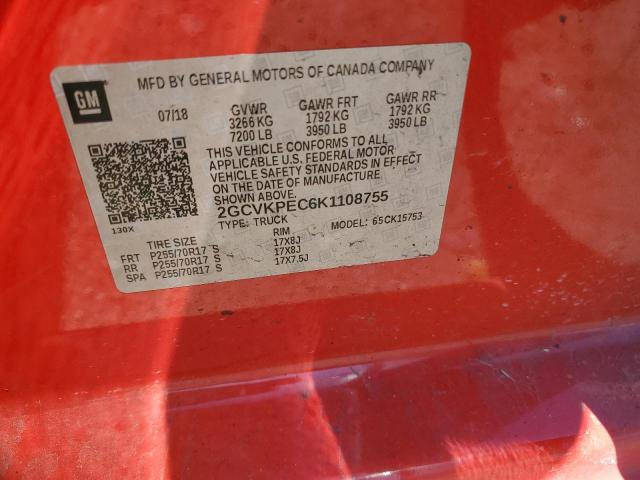 MFD BY GENERAL MOTORS OF CANADA COMPANY
GM
07/18 GVWR GAWR FRT GAWR RR
3266 KG 1792 KG 1792 KG
7200 LB 3950 LB 3950 LB
THIS VEHICLE CONFORMS TO ALL
APPLICABLE U.S. FEDERAL MOTOR
VEHICLE SAFETY STANDARDS IN EFFECT
ON THE DATE OF MANUFACTURE
SHOWN ABOVE.
2GCVKPEC6K1108755
TYPE: TRUCK MODEL: 65CK15753
130X
TIRE SIZE RIM
FRT P255/70R17 S 17X8J
RR P255/70R17 S 17X8J
SPA P255/70R17 S 17X7.5J